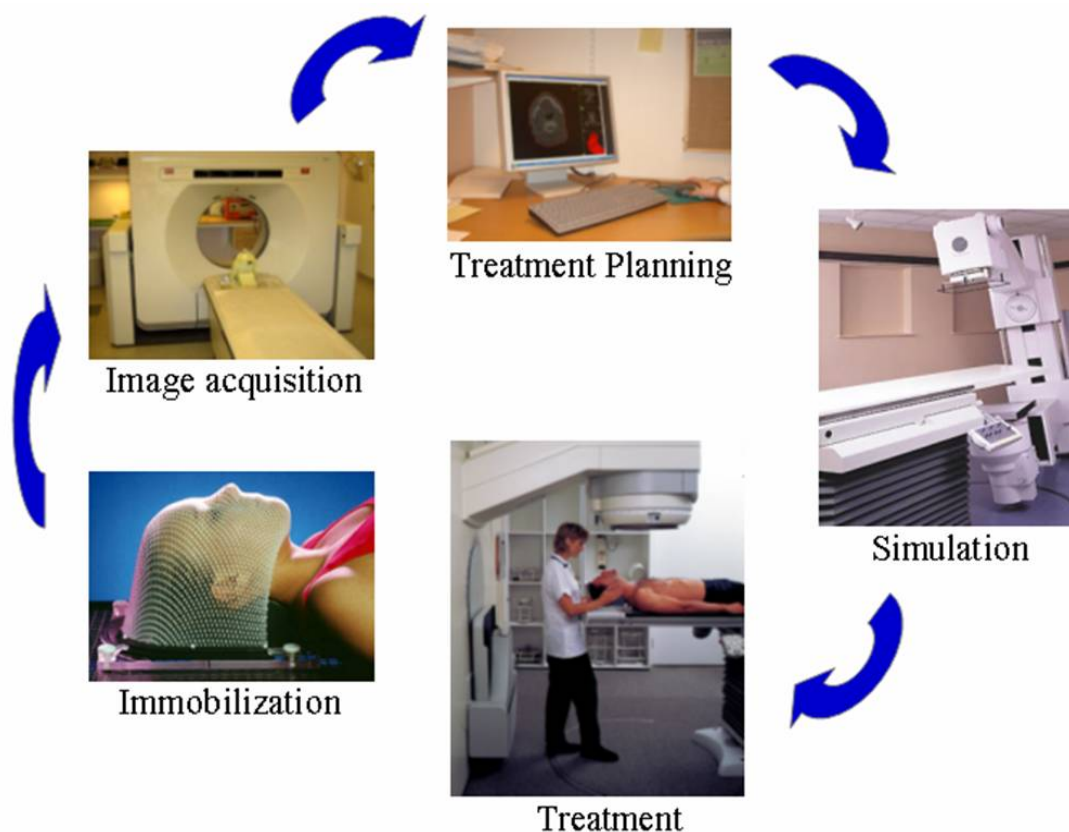 Treatment Planning
Image acquisition
Simulation
Immobilization
Treatment